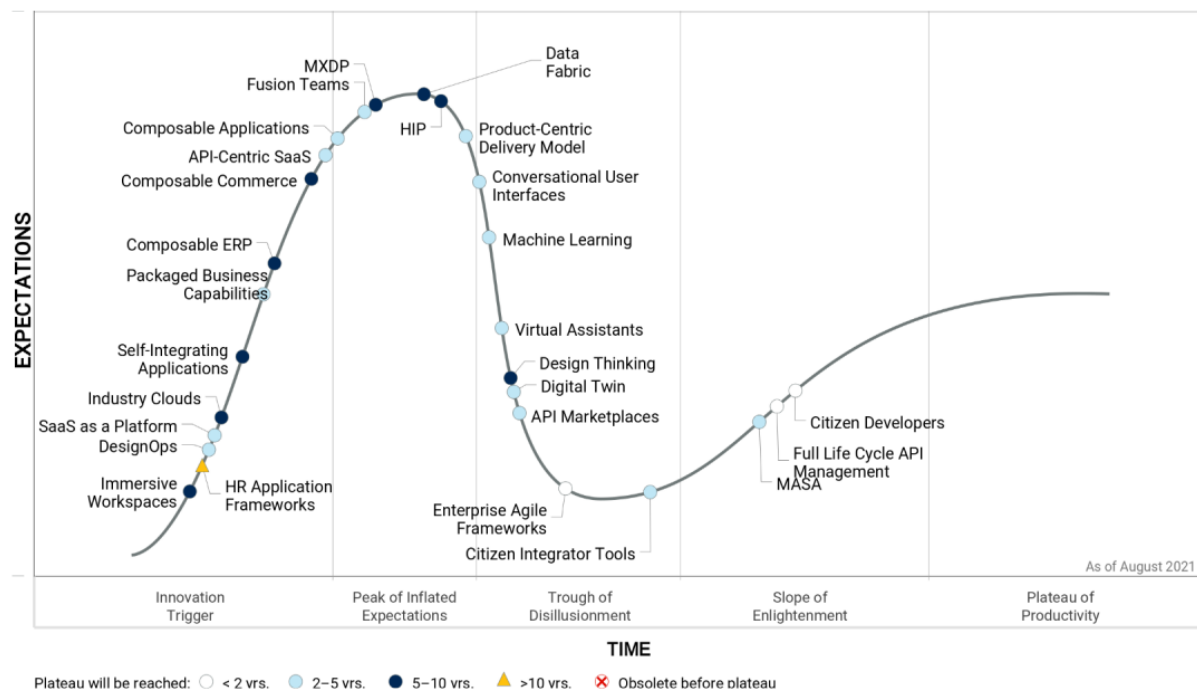 MXDP
Fusion Teams
Data
Fabric
Composable Applications
HIP
Product-Centric
Delivery Model
API-Centric SaaS
Composable Commerce
Conversational User
Interfaces
EXPECTATIONS
Composable ERP
Machine Learning
Packaged Business
Capabilities
Virtual Assistants
Self-Integrating
Applications
Design Thinking
Digital Twin
Industry Clouds
API Marketplaces
SaaS as a Platform
DesignOps
Citizen Developers
Immersive
Workspaces
HR Application
Frameworks
Full Life Cycle API
Management
MASA
Enterprise Agile
Frameworks
Citizen Integrator Tools
As of August 2021
Innovation
Trigger
Peak of Inflated
Expectations
Trough of
Disillusionment
Slope of
Enlightenment
Plateau of
Productivity
TIME
Plateau will be reached: < 2 yrs. 2–5 yrs. 5–10 yrs. >10 yrs. Obsolete before plateau